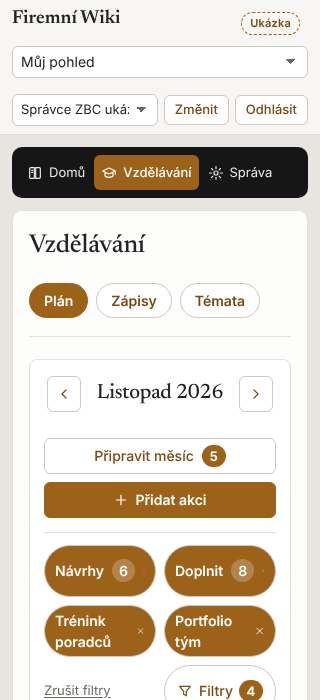 Firemní Wiki
Ukázka
Můj pohled
Správce ZBC uká:
Změnit
Odhlásit
Domů
Vzdělávání
Správa
Vzdělávání
Plán
Zápisy
Témata
Listopad 2026
Připravit měsíc 5
+ Přidat akci
Návrhy 6
Doplnit 8
Trénink
poradců ×
Portfolio
tým ×
Zrušit filtry
Filtry 4